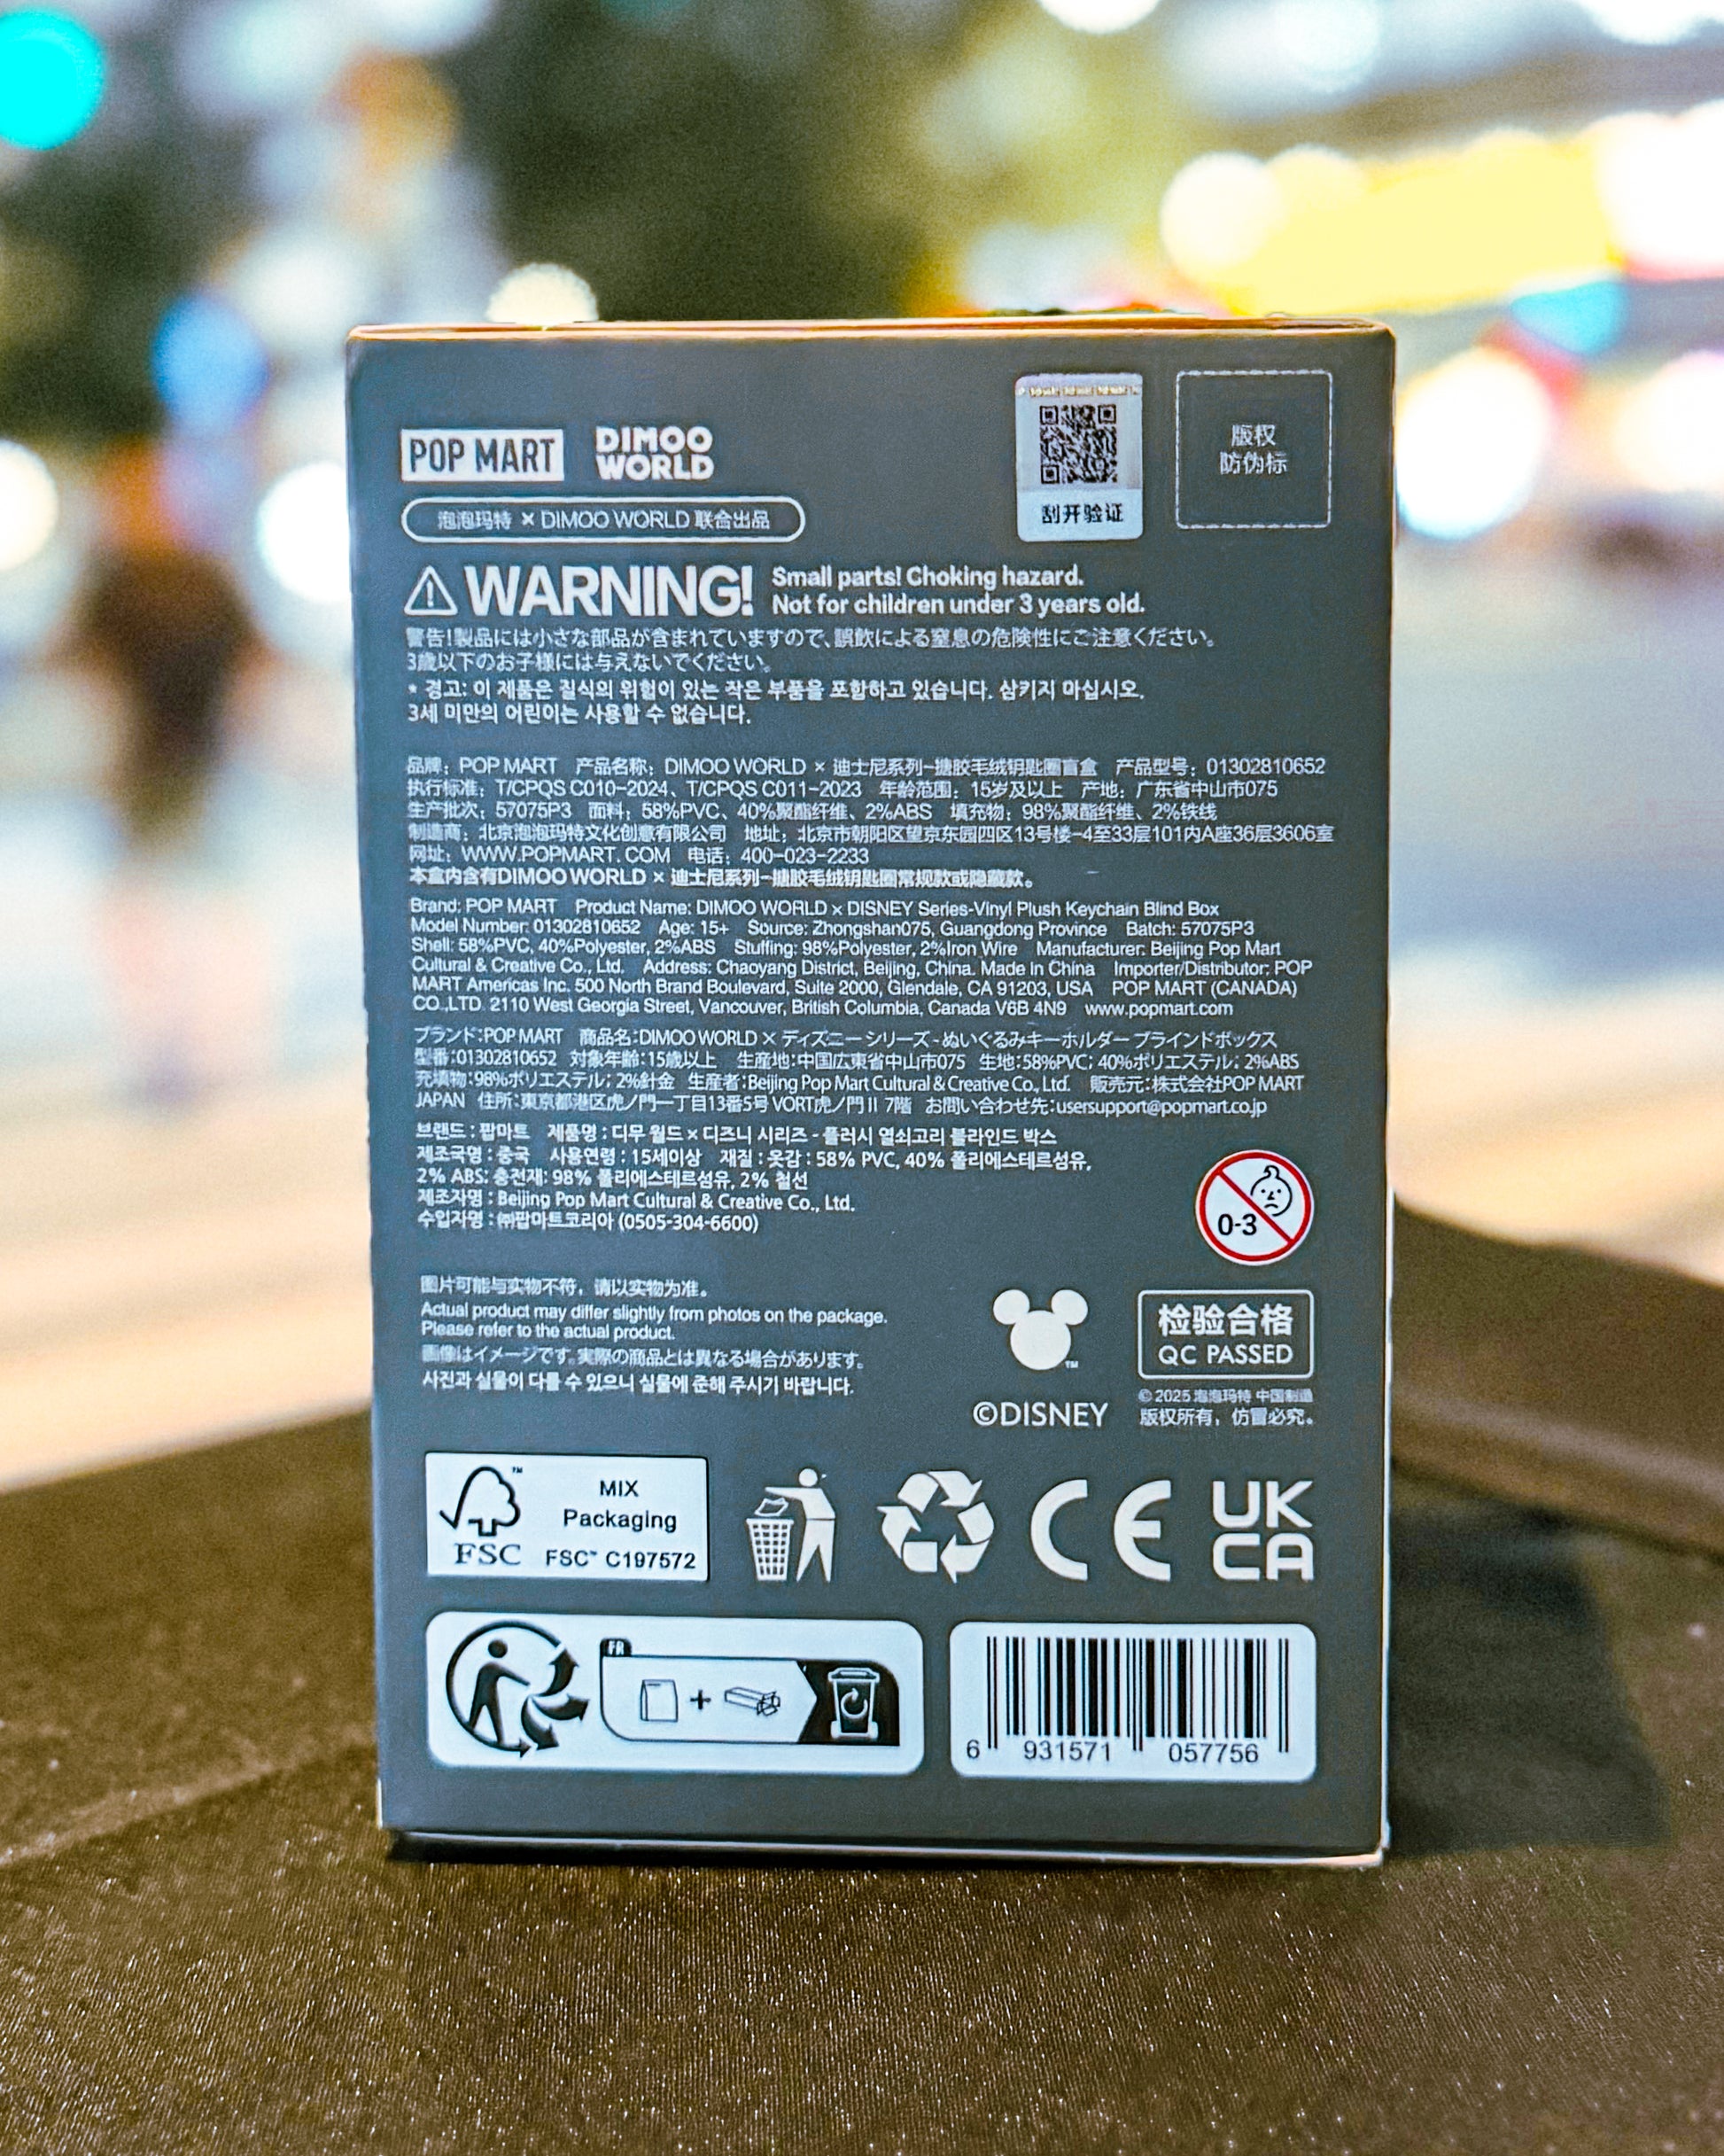 POP MART
DIMOO
WORLD
刮开验证
版权
防伪标
泡泡玛特 × DIMOO WORLD 联合出品
WARNING! Small parts! Choking hazard.
Not for children under 3 years old.
警告!製品には小さな部品が含まれていますので、誤飲による窒息の危険性にご注意ください。
3歳以下のお子様には与えないでください。
* 경고: 이 제품은 질식의 위험이 있는 작은 부품을 포함하고 있습니다. 삼키지 마십시오.
3세 미만의 어린이는 사용할 수 없습니다.
品牌：POP MART 产品名称：DIMOO WORLD × 迪士尼系列-搪胶毛绒钥匙圈盲盒 产品型号：01302810652
执行标准：T/CPQS C010-2024、T/CPQS C011-2023 年龄范围：15岁及以上 产地：广东省中山市075
生产批次：57075P3 面料：58%PVC、40%聚酯纤维、2%ABS 填充物：98%聚酯纤维、2%铁线
制造商：北京泡泡玛特文化创意有限公司 地址：北京市朝阳区望京东园四区13号楼-4至33层101内A座36层3606室
网址：WWW.POPMART.COM 电话：400-023-2233
本盒内含有DIMOO WORLD × 迪士尼系列-搪胶毛绒钥匙圈常规款或隐藏款。
Brand: POP MART Product Name: DIMOO WORLD × DISNEY Series-Vinyl Plush Keychain Blind Box
Model Number: 01302810652 Age: 15+ Source: Zhongshan075, Guangdong Province Batch: 57075P3
Shell: 58%PVC, 40%Polyester, 2%ABS Stuffing: 98%Polyester, 2%Iron Wire Manufacturer: Beijing Pop Mart
Cultural & Creative Co., Ltd. Address: Chaoyang District, Beijing, China. Made In China Importer/Distributor: POP
MART Americas Inc. 500 North Brand Boulevard, Suite 2000, Glendale, CA 91203, USA POP MART (CANADA)
CO.,LTD. 2110 West Georgia Street, Vancouver, British Columbia, Canada V6B 4N9 www.popmart.com
ブランド:POP MART 商品名:DIMOO WORLD × ディズニー シリーズ - ぬいぐるみキーホルダー ブラインドボックス
型番:01302810652 対象年齢:15歳以上 生産地:中国広東省中山市075 生地:58%PVC; 40%ポリエステル; 2%ABS
充填物:98%ポリエステル; 2%針金 生産者:Beijing Pop Mart Cultural & Creative Co., Ltd. 販売元:株式会社POP MART
JAPAN 住所:東京都港区虎ノ門一丁目13番5号 VORT虎ノ門 II 7階 お問い合わせ先:usersupport@popmart.co.jp
브랜드 : 팝마트 제품명 : 디무 월드 × 디즈니 시리즈 - 플러시 열쇠고리 블라인드 박스
제조국명 : 중국 사용연령 : 15세이상 재질 : 옷감 : 58% PVC, 40% 폴리에스테르섬유,
2% ABS: 충전재: 98% 폴리에스테르섬유, 2% 철선
제조자명 : Beijing Pop Mart Cultural & Creative Co., Ltd.
수입자명 : ㈜팝마트코리아 (0505-304-6600)
0-3
图片可能与实物不符，请以实物为准。
Actual product may differ slightly from photos on the package.
Please refer to the actual product.
画像はイメージです。実際の商品とは異なる場合があります。
사진과 실물이 다를 수 있으니 실물에 준해 주시기 바랍니다.
TM
©DISNEY
检验合格
QC PASSED
© 2025 泡泡玛特 中国制造
版权所有，仿冒必究。
FSC
MIX
Packaging
FSC™ C197572
CE
UK
CA
FR
6 931571 057756